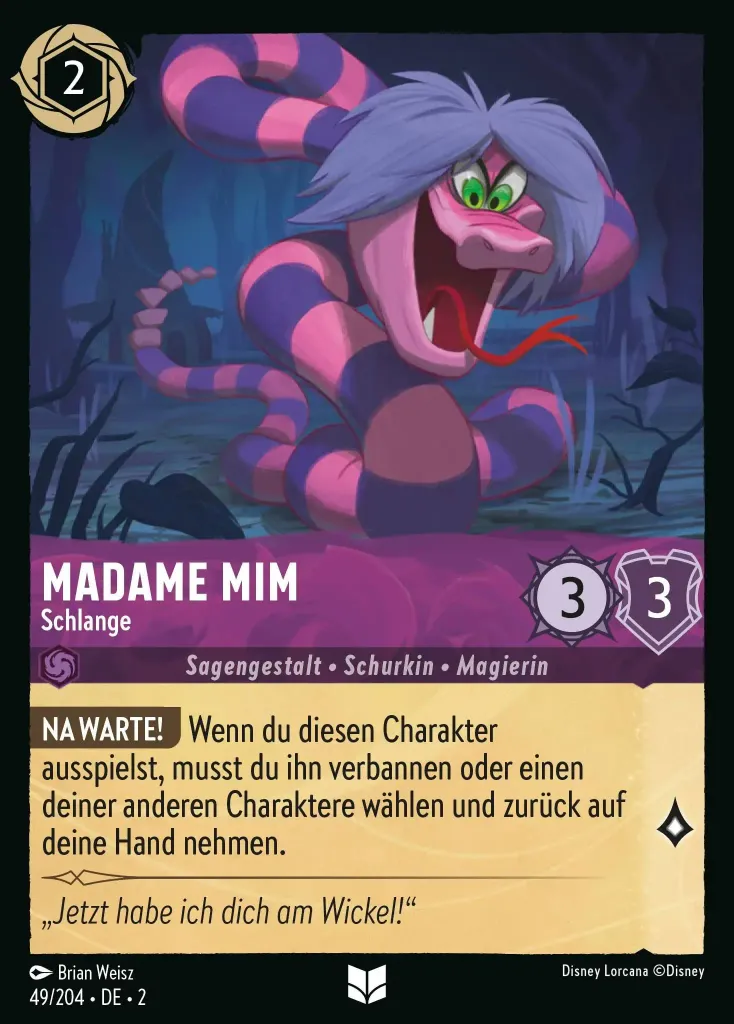 2
MADAME MIM
Schlange
3
3
Sagengestalt • Schurkin • Magierin
NA WARTE! Wenn du diesen Charakter
ausspielst, musst du ihn verbannen oder einen
deiner anderen Charaktere wählen und zurück auf
deine Hand nehmen.
„Jetzt habe ich dich am Wickel!“
Brian Weisz
Disney Lorcana ©Disney
49/204 • DE • 2